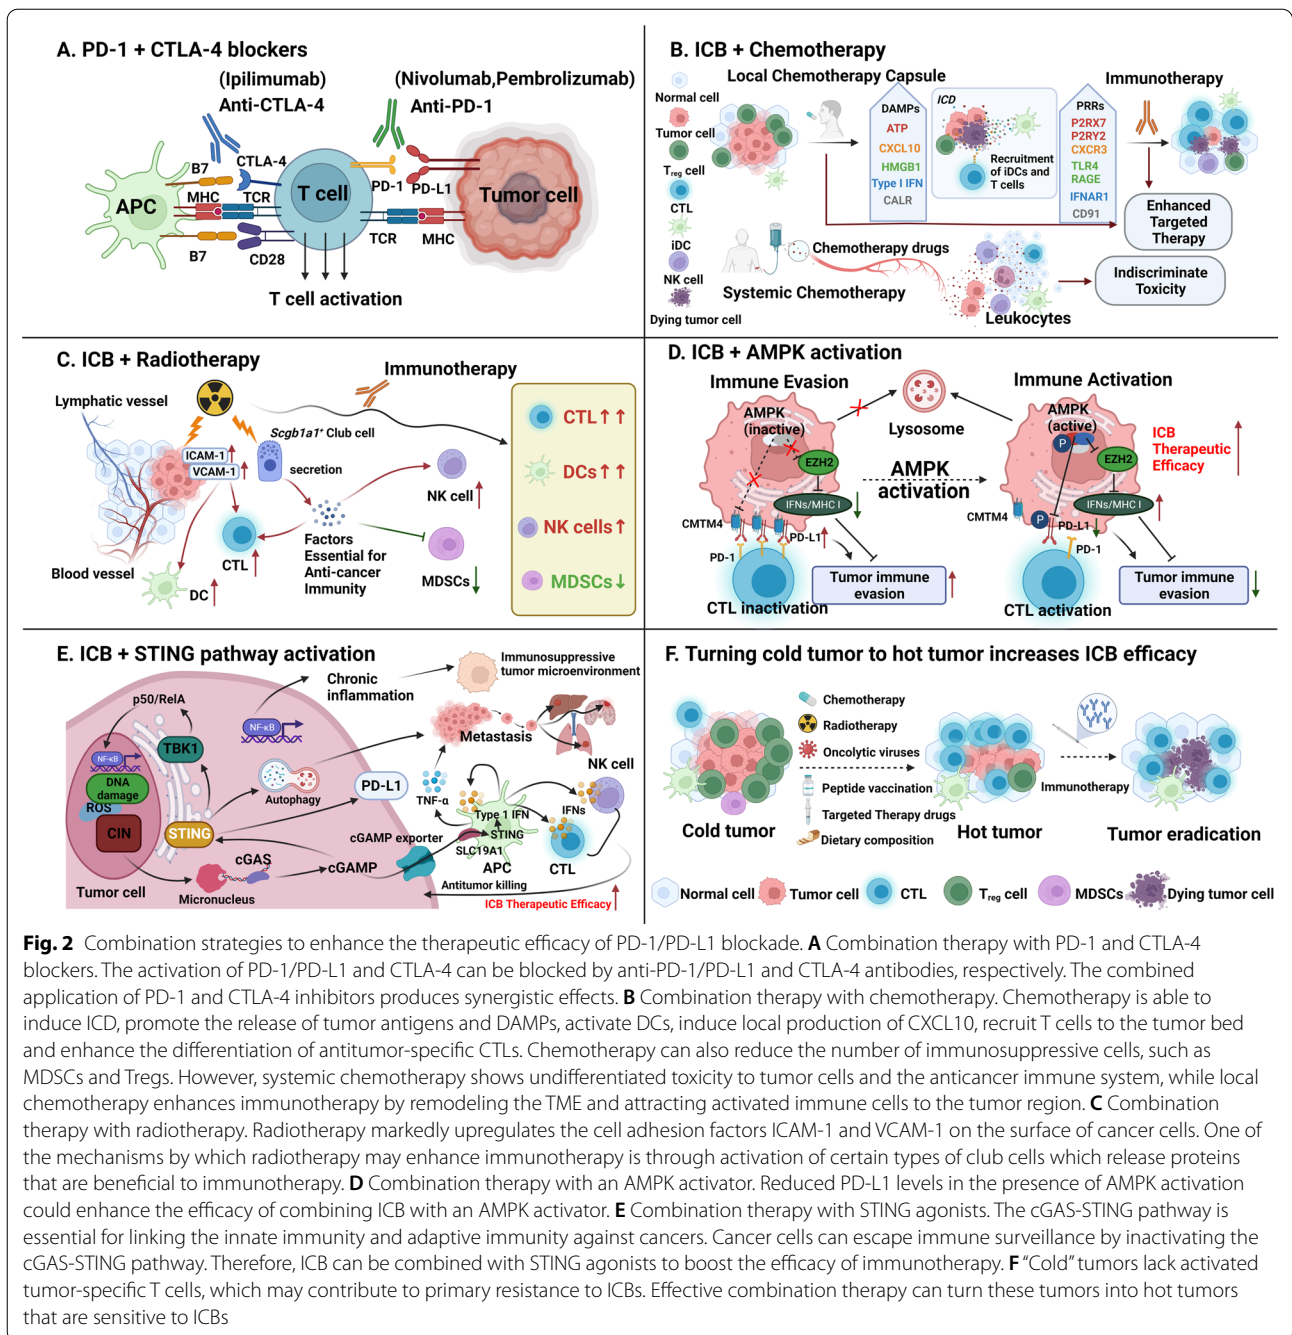 A. PD-1 + CTLA-4 blockers
(Ipilimumab)
Anti-CTLA-4
(Nivolumab,Pembrolizumab)
Anti-PD-1
B7
CTLA-4
APC
MHC
TCR
T cell
PD-1
PD-L1
Tumor cell
B7
CD28
TCR
MHC
T cell activation
B. ICB + Chemotherapy
Normal cell
Tumor cell
Treg cell
CTL
iDC
NK cell
Dying tumor cell
Local Chemotherapy Capsule
DAMPs
ATP
CXCL10
HMGB1
Type I IFN
CALR
ICD
Recruitment
of iDCs and
T cells
PRRs
P2RX7
P2RY2
CXCR3
TLR4
RAGE
IFNAR1
CD91
Immunotherapy
Enhanced
Targeted
Therapy
Chemotherapy drugs
Systemic Chemotherapy
Leukocytes
Indiscriminate
Toxicity
C. ICB + Radiotherapy
Immunotherapy
Lymphatic vessel
Scgb1a1+ Club cell
ICAM-1
VCAM-1
secretion
NK cell
CTL
Factors
Essential for
Anti-cancer
Immunity
MDSCs
Blood vessel
DC
CTL↑↑
DCs↑↑
NK cells↑
MDSCs↓
D. ICB + AMPK activation
Immune Evasion
AMPK
(inactive)
EZH2
IFNs/MHC I
CMTM4
PD-L1
PD-1
CTL inactivation
Tumor immune
evasion
Lysosome
AMPK
activation
Immune Activation
AMPK
(active)
P
EZH2
IFNs/MHC I
CMTM4
P
PD-L1
PD-1
CTL activation
Tumor immune
evasion
ICB
Therapeutic
Efficacy
E. ICB + STING pathway activation
p50/RelA
NF-κB
TBK1
NF-κB
DNA
damage
ROS
CIN
STING
Tumor cell
Micronucleus
cGAS
cGAMP
Autophagy
Chronic
inflammation
Immunosuppressive
tumor microenvironment
Metastasis
PD-L1
TNF-α
cGAMP exporter
Type 1 IFN
STING
SLC19A1
APC
IFNs
NK cell
CTL
Antitumor killing
ICB Therapeutic Efficacy
F. Turning cold tumor to hot tumor increases ICB efficacy
Chemotherapy
Radiotherapy
Oncolytic viruses
Peptide vaccination
Targeted Therapy drugs
Dietary composition
Cold tumor
Hot tumor
Immunotherapy
Tumor eradication
Normal cell
Tumor cell
CTL
Treg cell
MDSCs
Dying tumor cell
Fig. 2 Combination strategies to enhance the therapeutic efficacy of PD-1/PD-L1 blockade. A Combination therapy with PD-1 and CTLA-4
blockers. The activation of PD-1/PD-L1 and CTLA-4 can be blocked by anti-PD-1/PD-L1 and CTLA-4 antibodies, respectively. The combined
application of PD-1 and CTLA-4 inhibitors produces synergistic effects. B Combination therapy with chemotherapy. Chemotherapy is able to
induce ICD, promote the release of tumor antigens and DAMPs, activate DCs, induce local production of CXCL10, recruit T cells to the tumor bed
and enhance the differentiation of antitumor-specific CTLs. Chemotherapy can also reduce the number of immunosuppressive cells, such as
MDSCs and Tregs. However, systemic chemotherapy shows undifferentiated toxicity to tumor cells and the anticancer immune system, while local
chemotherapy enhances immunotherapy by remodeling the TME and attracting activated immune cells to the tumor region. C Combination
therapy with radiotherapy. Radiotherapy markedly upregulates the cell adhesion factors ICAM-1 and VCAM-1 on the surface of cancer cells. One of
the mechanisms by which radiotherapy may enhance immunotherapy is through activation of certain types of club cells which release proteins
that are beneficial to immunotherapy. D Combination therapy with an AMPK activator. Reduced PD-L1 levels in the presence of AMPK activation
could enhance the efficacy of combining ICB with an AMPK activator. E Combination therapy with STING agonists. The cGAS-STING pathway is
essential for linking the innate immunity and adaptive immunity against cancers. Cancer cells can escape immune surveillance by inactivating the
cGAS-STING pathway. Therefore, ICB can be combined with STING agonists to boost the efficacy of immunotherapy. F “Cold” tumors lack activated
tumor-specific T cells, which may contribute to primary resistance to ICBs. Effective combination therapy can turn these tumors into hot tumors
that are sensitive to ICBs